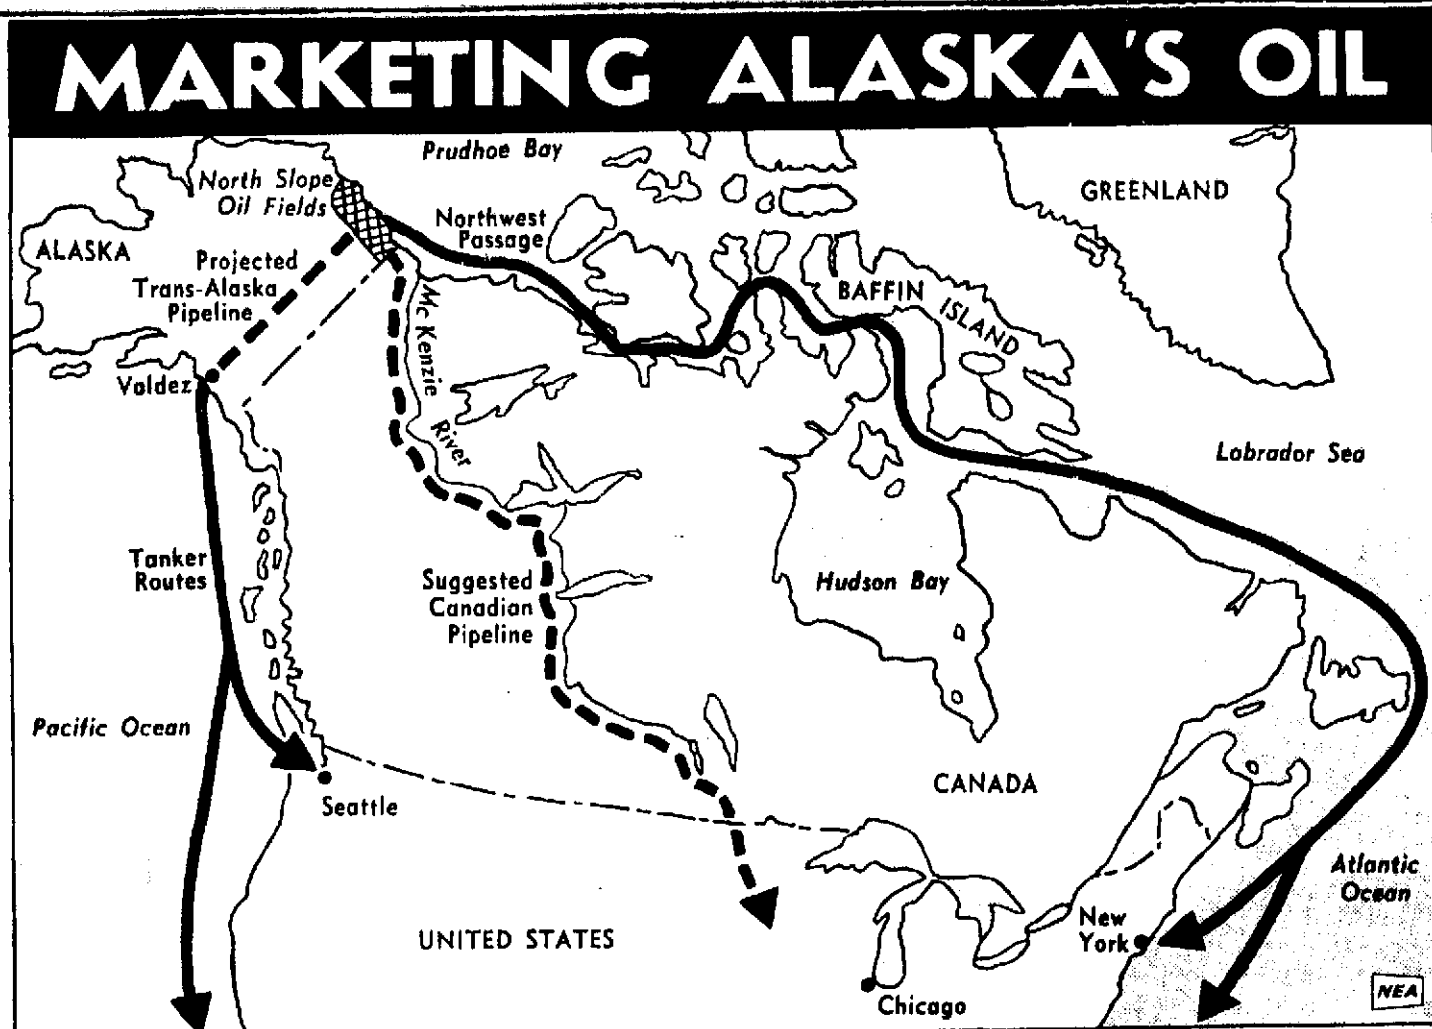 MARKETING ALASKA'S OIL
Prudhoe Bay
North Slope
Oil Fields
GREENLAND
Northwest
Passage
ALASKA
Projected
Trans-Alaska
Pipeline
BAFFIN
ISLAND
Mc Kenzie
River
Valdez
Labrador Sea
Tanker
Routes
Suggested
Canadian
Pipeline
Hudson Bay
Pacific Ocean
CANADA
Seattle
Atlantic
Ocean
New
York
UNITED STATES
Chicago
NEA